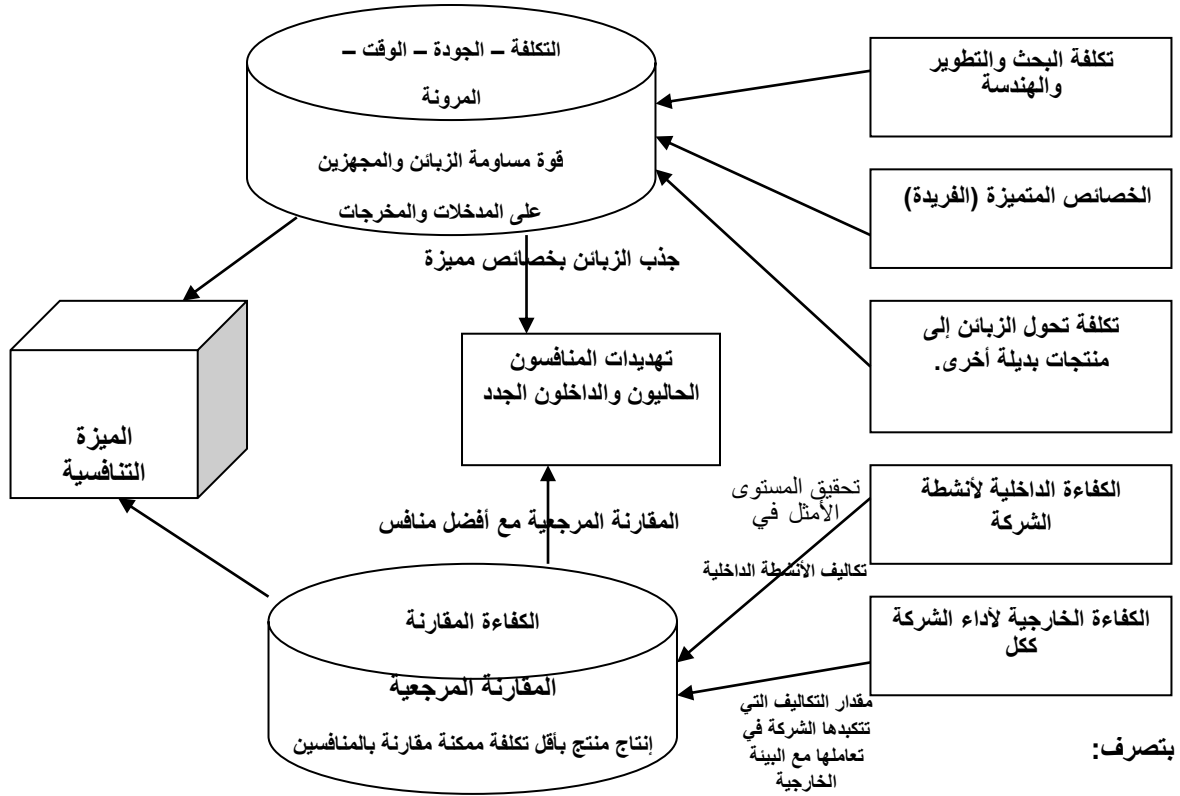 التكلفة – الجودة – الوقت –
المرونة
قوة مساومة الزبائن والمجهزين
على المدخلات والمخرجات
تكلفة البحث والتطوير
والهندسة
الخصائص المتميزة (الفريدة)
تكلفة تحول الزبائن إلى
منتجات بديلة أخرى.
جذب الزبائن بخصائص مميزة
تهديدات المنافسون
الحاليون والداخلون الجدد
الميزة
التنافسية
المقارنة المرجعية مع أفضل منافس
الكفاءة الداخلية لأنشطة
الشركة
تحقيق المستوى
الأمثل في
تكاليف الأنشطة الداخلية
الكفاءة الخارجية لأداء الشركة
ككل
مقدار التكاليف التي
تتكبدها الشركة في
تعاملها مع البيئة
الخارجية
الكفاءة المقارنة
المقارنة المرجعية
إنتاج منتج بأقل تكلفة ممكنة مقارنة بالمنافسين
بتصرف: